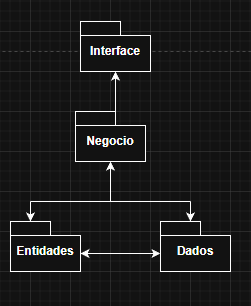 Interface
Negocio
Entidades
Dados